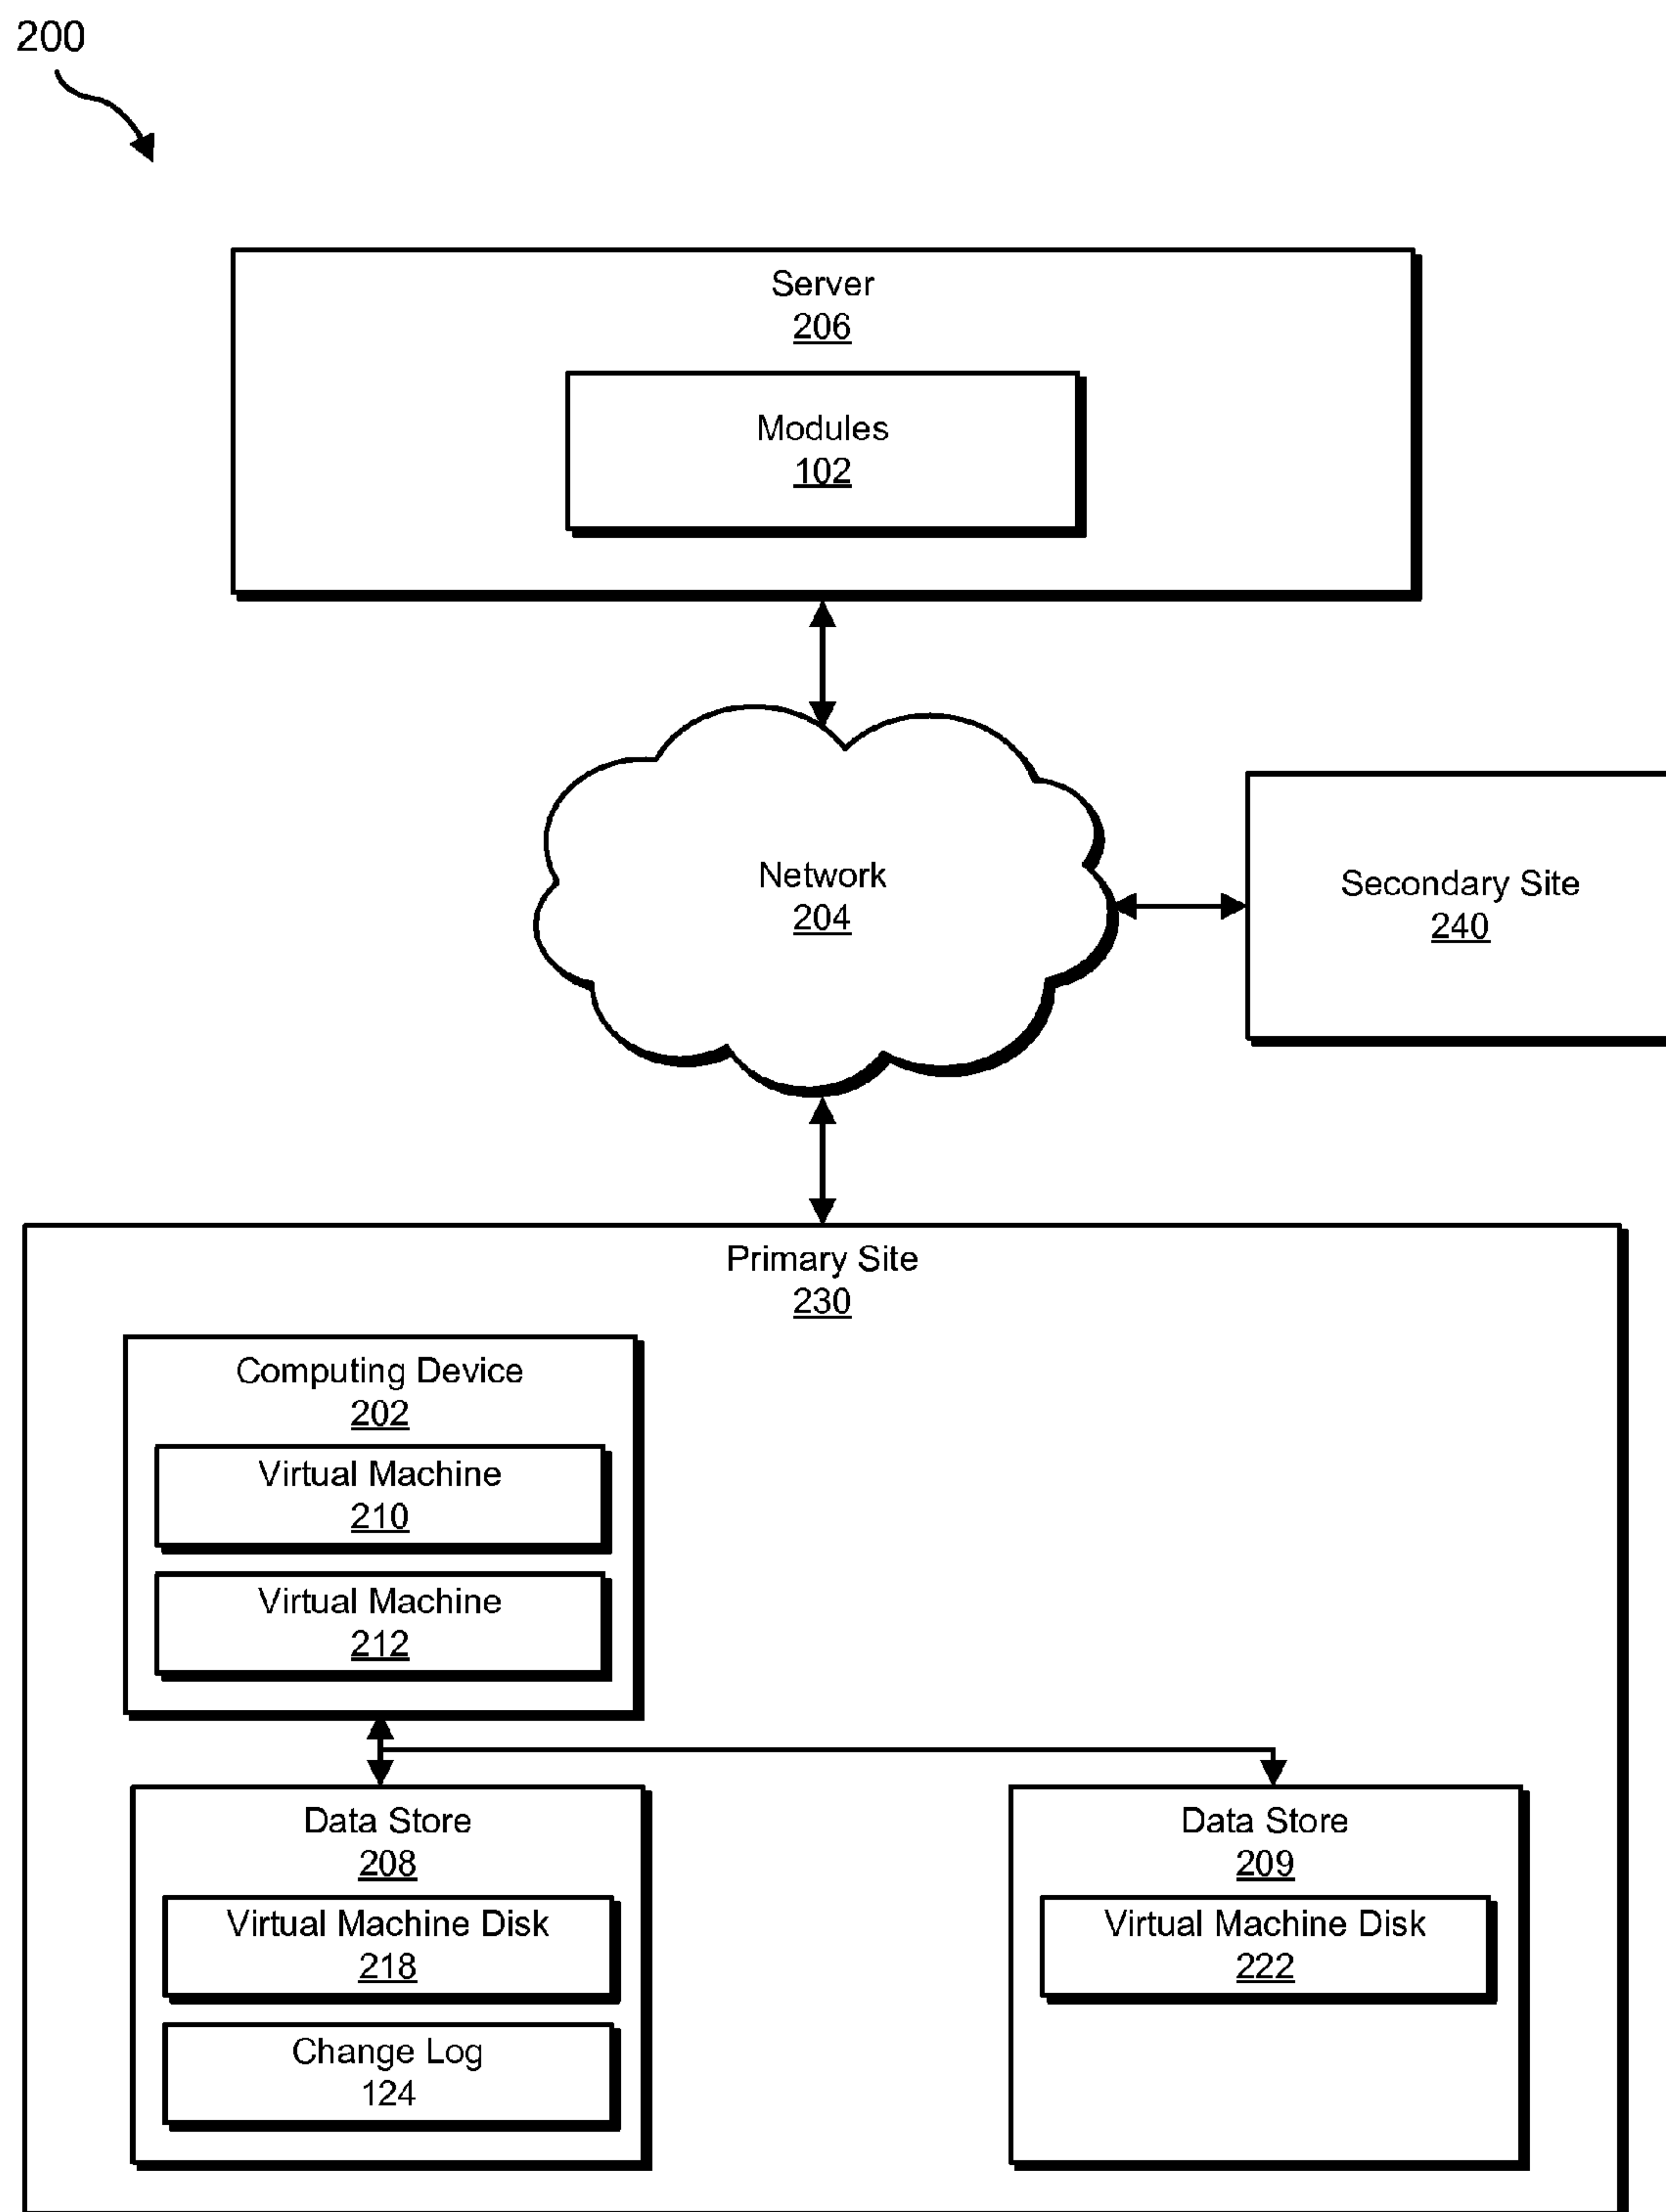 200
Server
206
Modules
102
Network
204
Secondary Site
240
Primary Site
230
Computing Device
202
Virtual Machine
210
Virtual Machine
212
Data Store
208
Virtual Machine Disk
218
Change Log
124
Data Store
209
Virtual Machine Disk
222